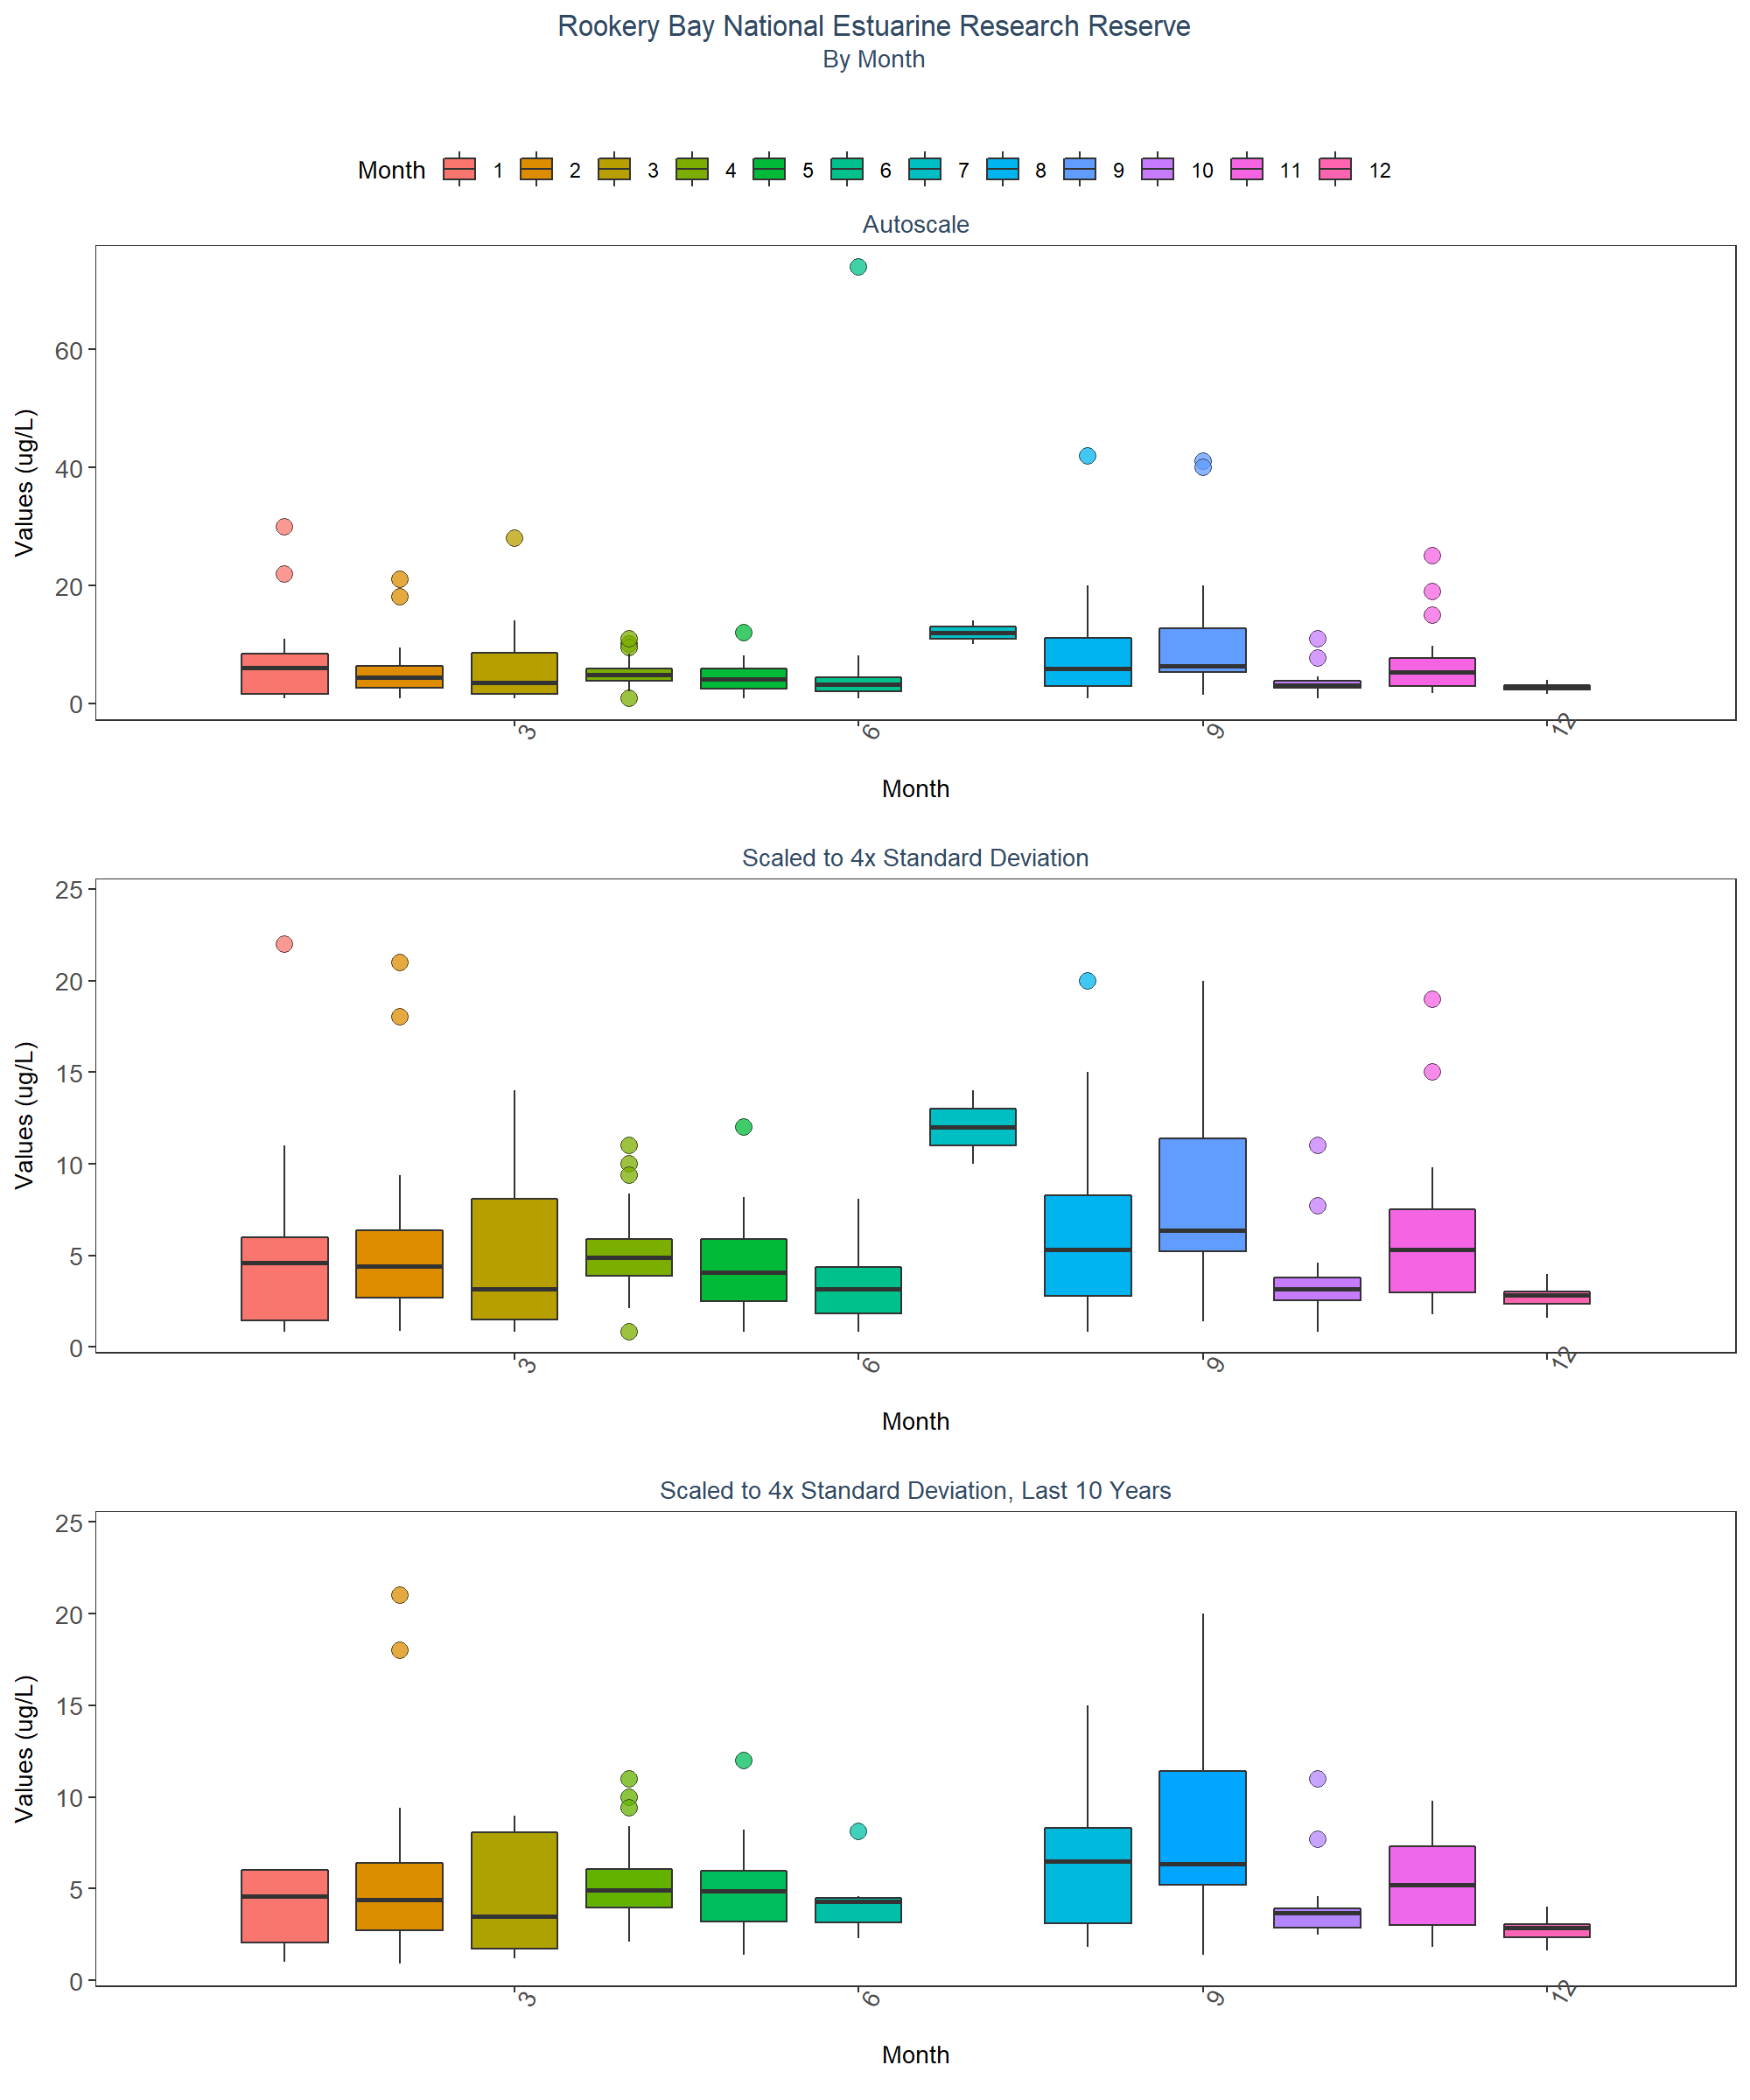 Rookery Bay National Estuarine Research Reserve
By Month
Month 1 2 3 4 5 6 7 8 9 10 11 12
Autoscale
Values (ug/L)
60
40
20
0
3 6 9 12
Month
Scaled to 4x Standard Deviation
Values (ug/L)
25
20
15
10
5
0
3 6 9 12
Month
Scaled to 4x Standard Deviation, Last 10 Years
Values (ug/L)
25
20
15
10
5
0
3 6 9 12
Month